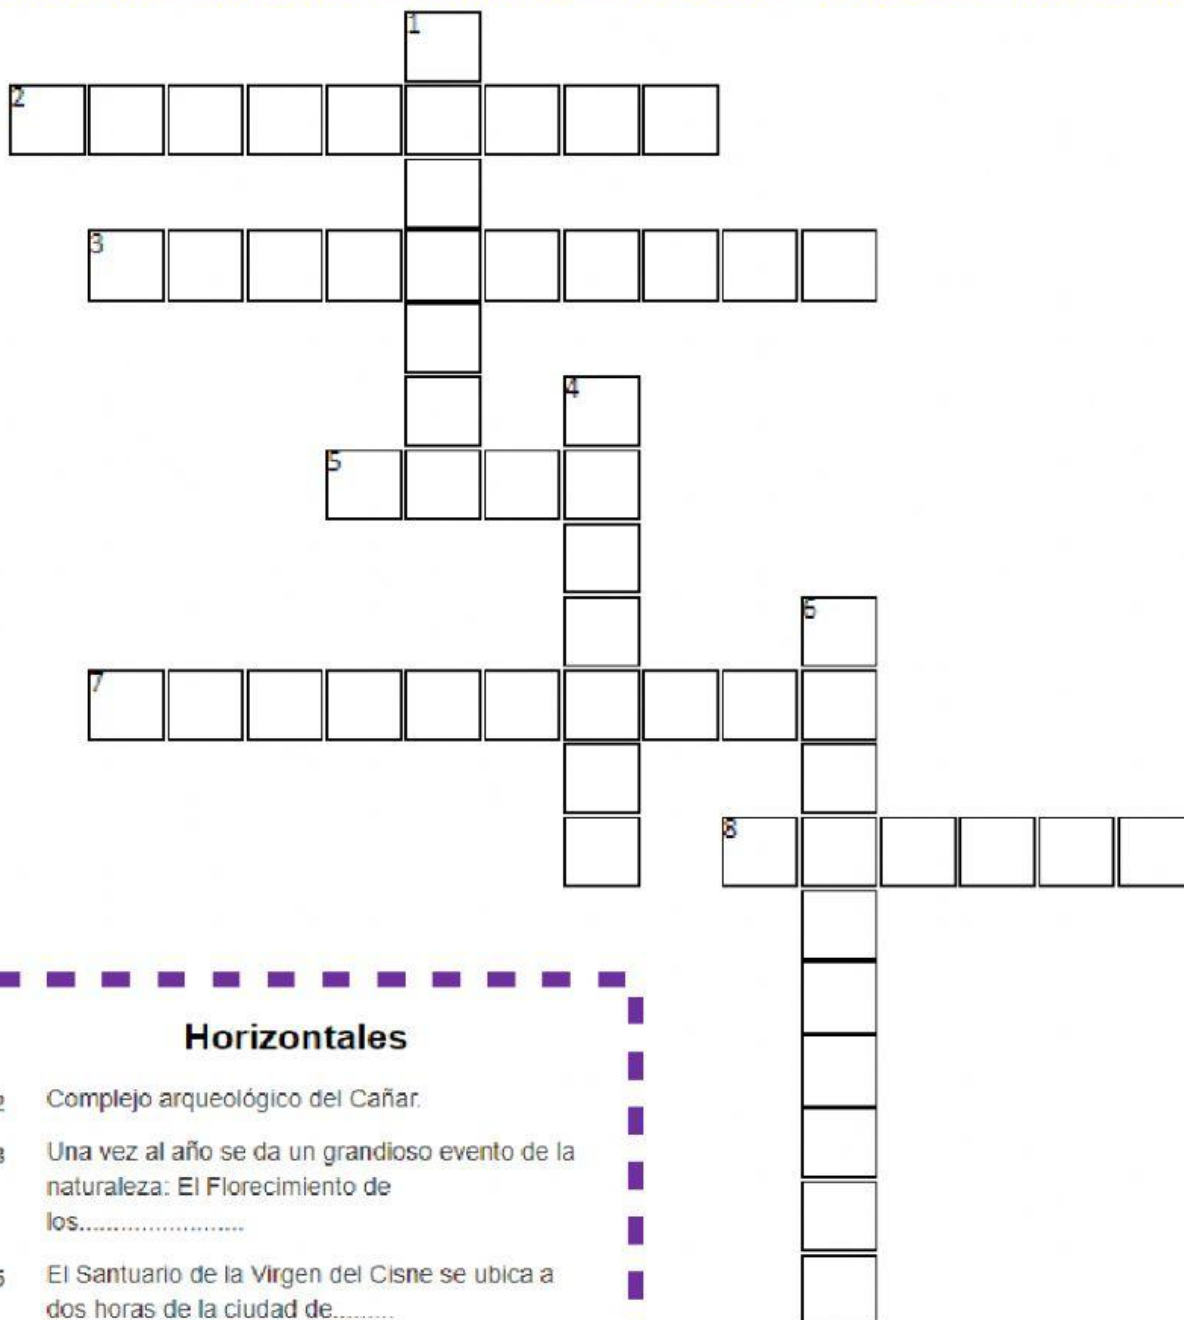 1
2
3
4
5
6
7
8
Horizontales
2 Complejo arqueológico del Cañar.
3 Una vez al año se da un grandioso evento de la
naturaleza: El Florecimiento de
los........................
5 El Santuario de la Virgen del Cisne se ubica a
dos horas de la ciudad de.........